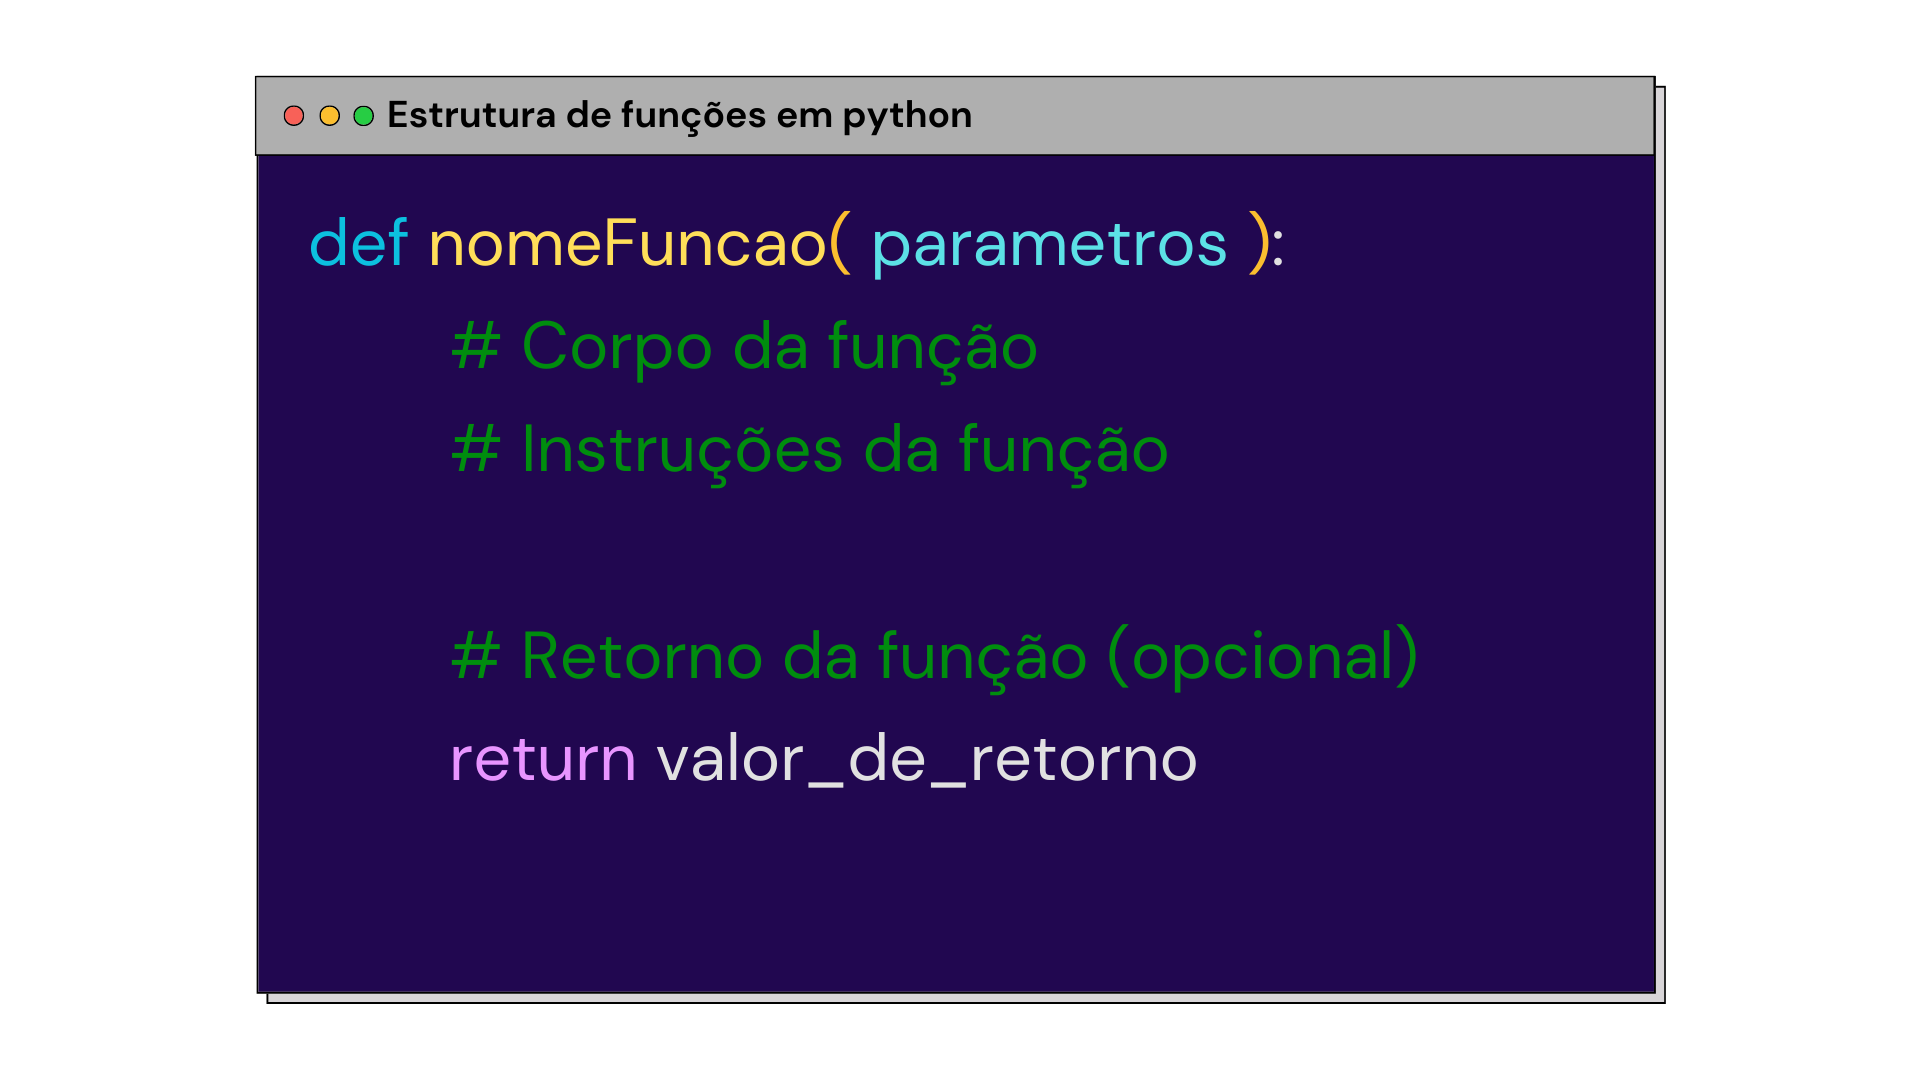 Estrutura de funções em python
def nomeFuncao( parametros ):
# Corpo da função
# Instruções da função
# Retorno da função (opcional)
return valor_de_retorno